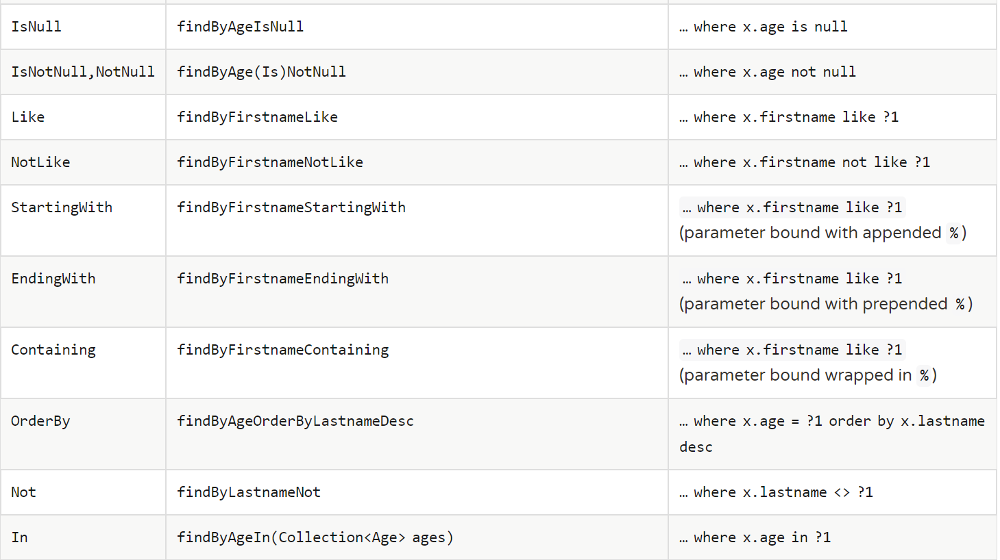 IsNull findByAgeIsNull … where x.age is null
IsNotNull,NotNull findByAge(Is)NotNull … where x.age not null
Like findByFirstnameLike … where x.firstname like ?1
NotLike findByFirstnameNotLike … where x.firstname not like ?1
StartingWith findByFirstnameStartingWith … where x.firstname like ?1
(parameter bound with appended %)
EndingWith findByFirstnameEndingWith … where x.firstname like ?1
(parameter bound with prepended %)
Containing findByFirstnameContaining … where x.firstname like ?1
(parameter bound wrapped in %)
OrderBy findByAgeOrderByLastnameDesc … where x.age = ?1 order by x.lastname
desc
Not findByLastnameNot … where x.lastname <> ?1
In findByAgeIn(Collection<Age> ages) … where x.age in ?1